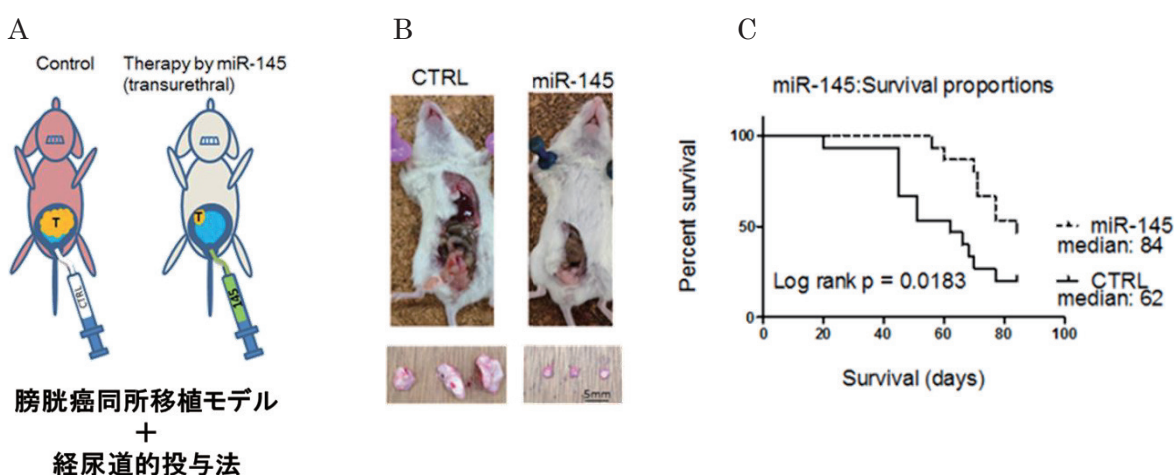 A
Control
Therapy by miR-145
(transurethral)
T
T
CTRL
145
膀胱癌同所移植モデル
+
経尿道的投与法
B
CTRL
miR-145
5mm
C
miR-145:Survival proportions
Percent survival
100
50
0
0
20
40
60
80
100
Survival (days)
Log rank p = 0.0183
miR-145
median: 84
CTRL
median: 62